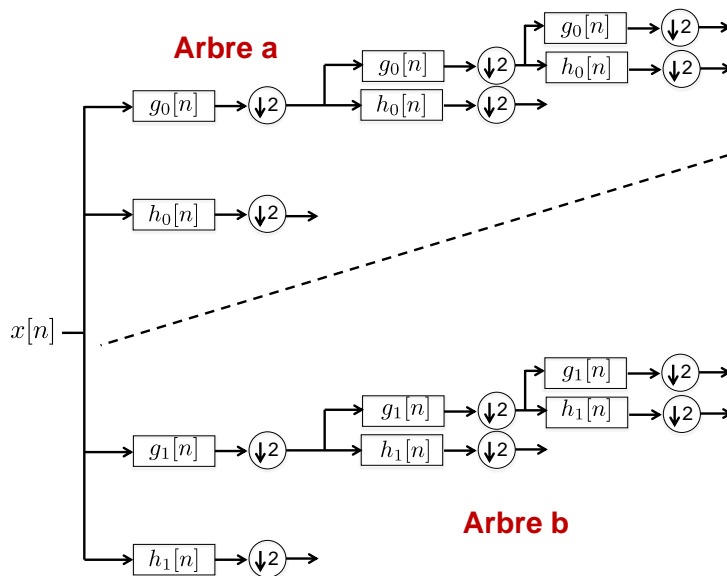 g₀[n] ↓2
Arbre a g₀[n] ↓2 h₀[n] ↓2
g₀[n] ↓2 h₀[n] ↓2
h₀[n] ↓2
x[n]
g₁[n] ↓2
g₁[n] ↓2 h₁[n] ↓2
g₁[n] ↓2 h₁[n] ↓2
Arbre b
h₁[n] ↓2